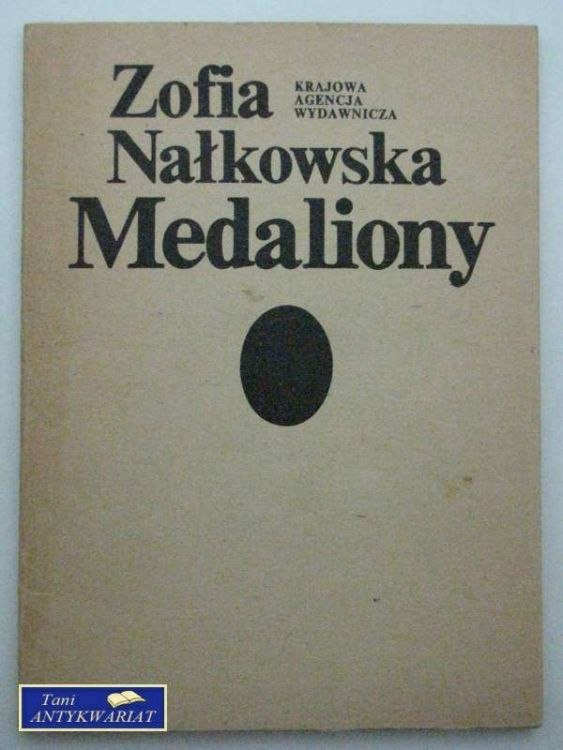 Zofia
KRAJOWA
AGENCJA
WYDAWNICZA
Nałkowska
Medaliony
Tani
ANTYKWARIAT